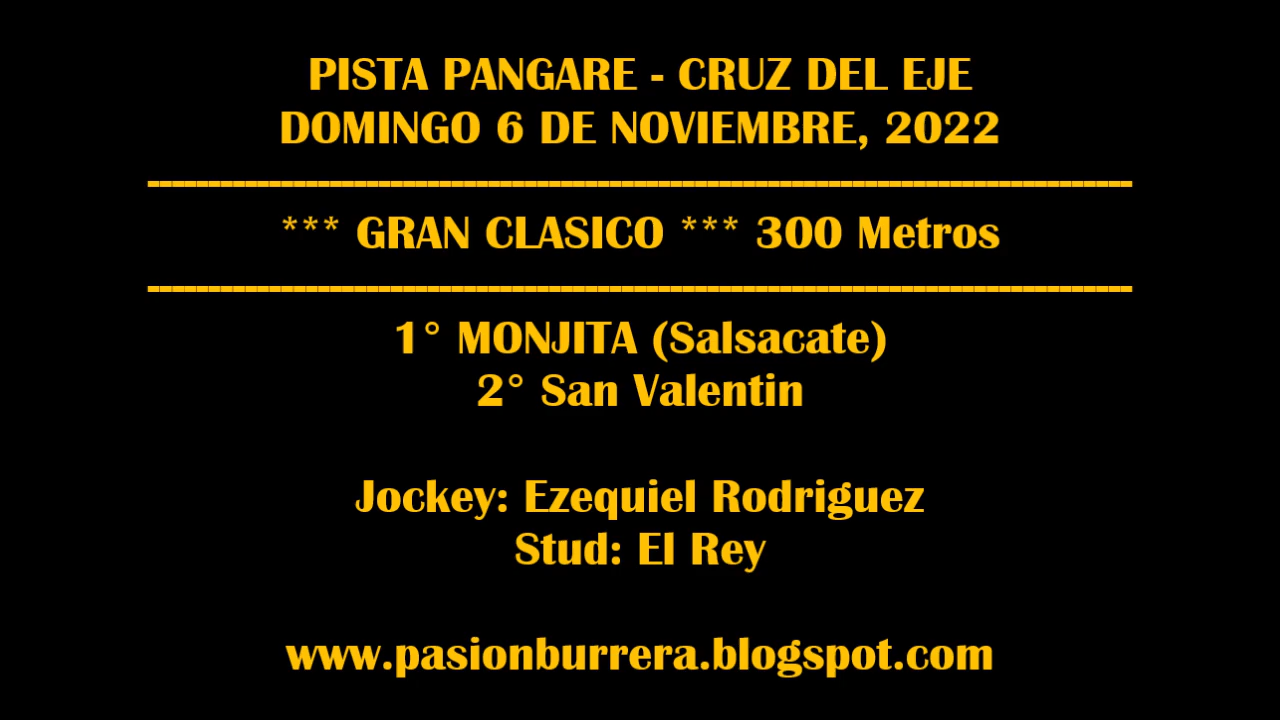 PISTA PANGARE - CRUZ DEL EJE
DOMINGO 6 DE NOVIEMBRE, 2022
*** GRAN CLASICO *** 300 Metros
1° MONJITA (Salsacate)
2° San Valentin
Jockey: Ezequiel Rodriguez
Stud: El Rey
www.pasionburrera.blogspot.com